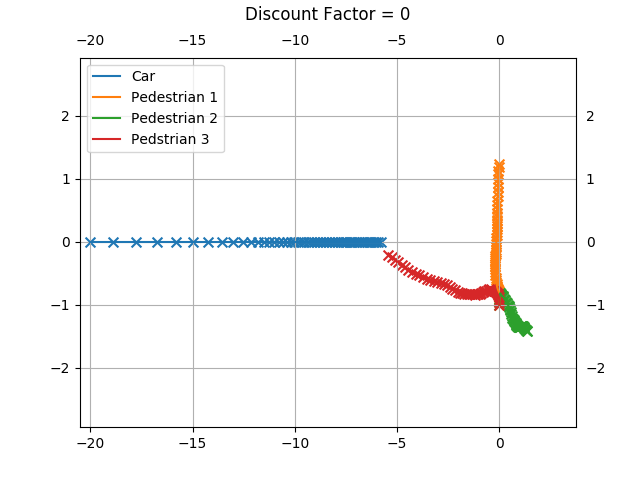 Discount Factor = 0
−20 −15 −10 −5 0
Car
Pedestrian 1
Pedestrian 2
Pedstrian 3
2 2
1 1
0 0
−1 −1
−2 −2
−20 −15 −10 −5 0